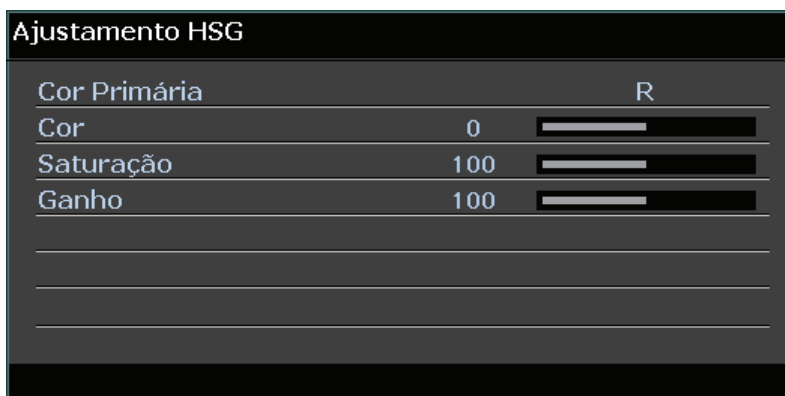 Ajustamento HSG
Cor Primária R
Cor 0
Saturação 100
Ganho 100